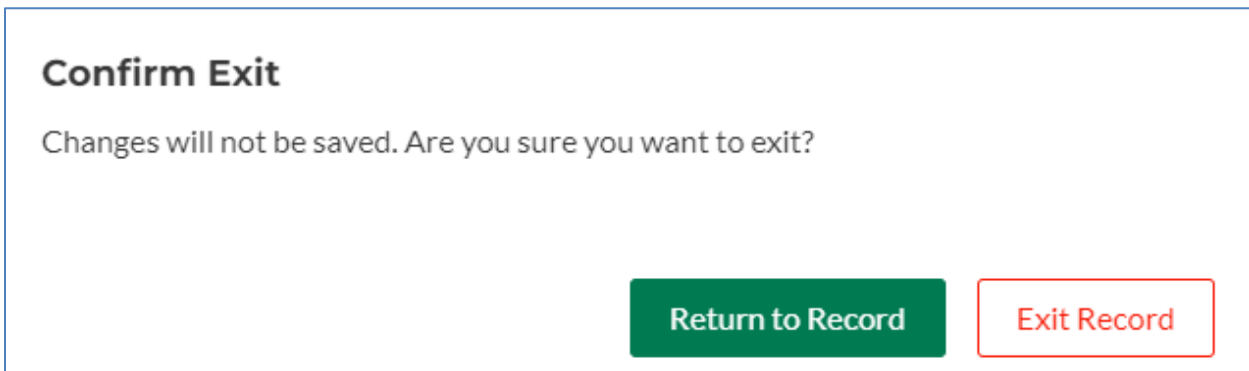 Confirm Exit
Changes will not be saved. Are you sure you want to exit?
Return to Record
Exit Record